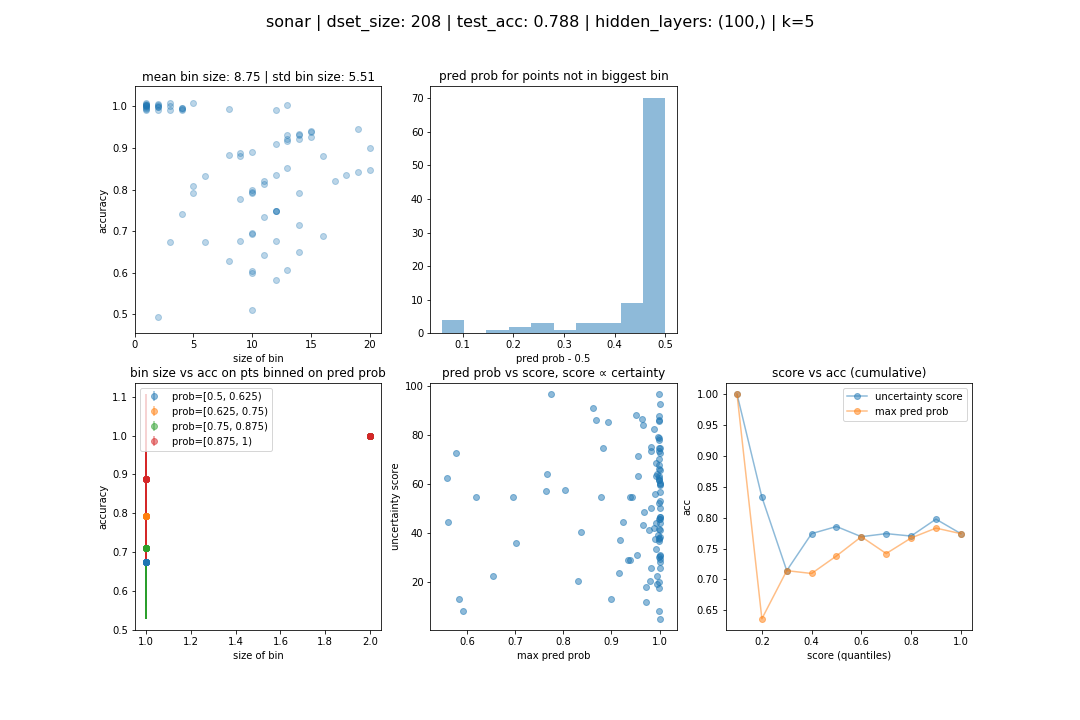 sonar | dset_size: 208 | test_acc: 0.788 | hidden_layers: (100,) | k=5
mean bin size: 8.75 | std bin size: 5.51
1.0
0.9
0.8
0.7
0.6
0.5
accuracy
0 5 10 15 20
size of bin
pred prob for points not in biggest bin
70
60
50
40
30
20
10
0
0.1 0.2 0.3 0.4 0.5
pred prob - 0.5
bin size vs acc on pts binned on pred prob
prob=[0.5, 0.625)
prob=[0.625, 0.75)
prob=[0.75, 0.875)
prob=[0.875, 1)
1.1
1.0
0.9
0.8
0.7
0.6
0.5
accuracy
1.0 1.2 1.4 1.6 1.8 2.0
size of bin
pred prob vs score, score ∝ certainty
100
80
60
40
20
uncertainty score
0.6 0.7 0.8 0.9 1.0
max pred prob
score vs acc (cumulative)
uncertainty score
max pred prob
1.00
0.95
0.90
0.85
0.80
0.75
0.70
0.65
acc
0.2 0.4 0.6 0.8 1.0
score (quantiles)